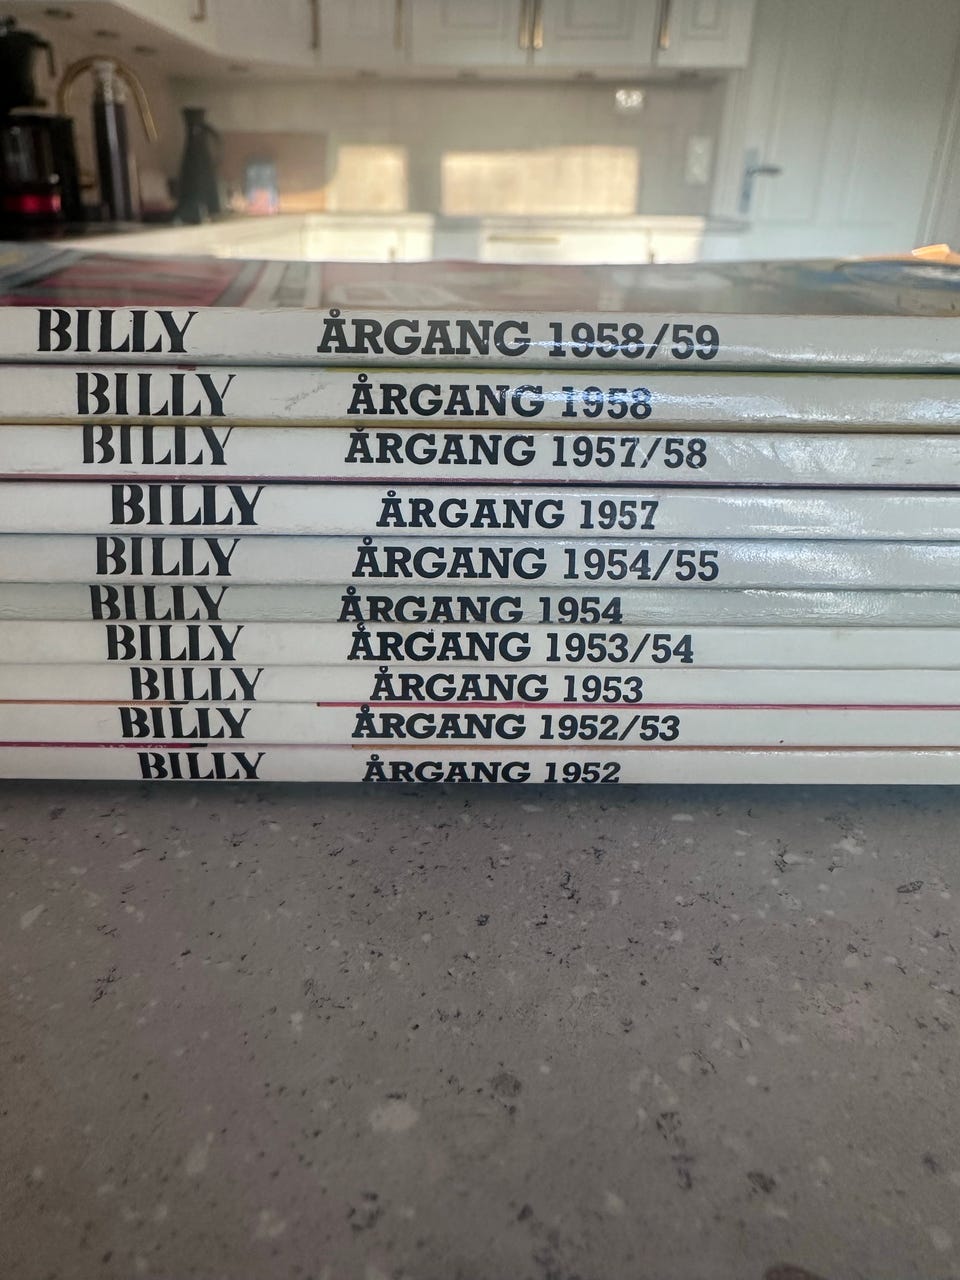 BILLY ÅRGANG 1958/59
BILLY ÅRGANG 1958
BILLY ÅRGANG 1957/58
BILLY ÅRGANG 1957
BILLY ÅRGANG 1954/55
BILLY ÅRGANG 1954
BILLY ÅRGANG 1953/54
BILLY ÅRGANG 1953
BILLY ÅRGANG 1952/53
BILLY ÅRGANG 1952